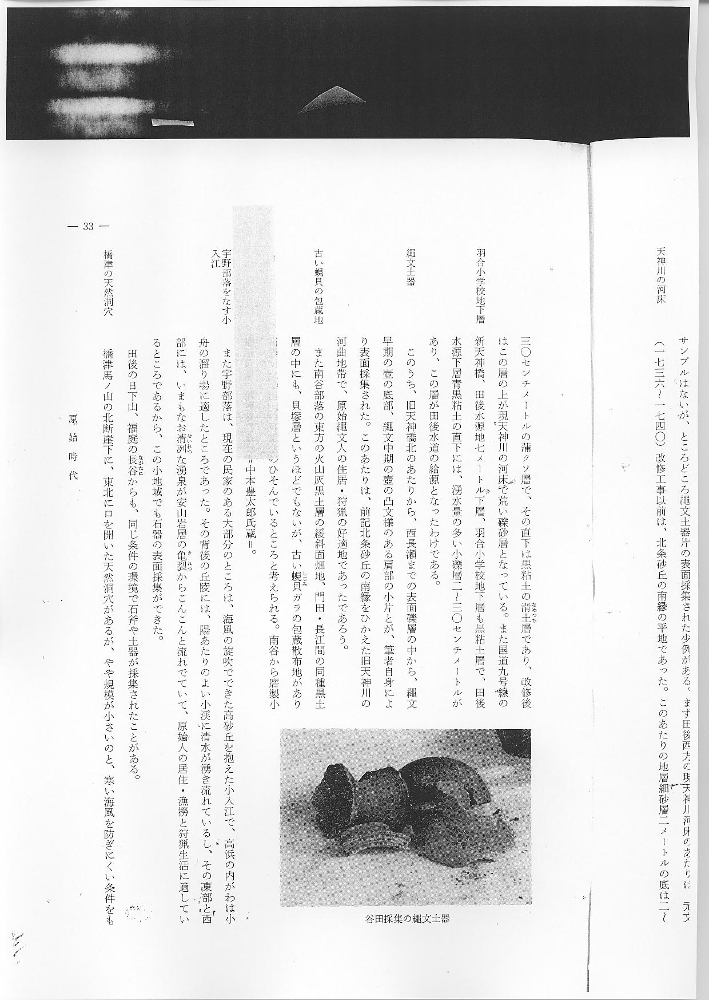 サンプルはないが、ところどころ縄文土器片の表面採集された少例がある。まず田後西方の現天神川河床のあたりは　元文
天神川の河床
（一七三六～一七四〇）改修工事以前は、北条砂丘の南縁の平地であった。このあたりの地層細砂層二メートルの底は二～
三〇センチメートルの蒲クソ層で、その直下は黒粘土の滑土層であり、改修後
なめつち
はこの層の上が現天神川の河床で荒い礫砂層となっている。また国道九号線の
羽合小学校地下層
新天神橋、田後水源地七メートル下層、羽合小学校地下層も黒粘土層で、田後
水源下層青黒粘土の直下には、湧水量の多い小礫層二～三〇センチメートルが
あり、この層が田後水道の給源となったわけである。
縄文土器
このうち、旧天神橋北のあたりから、西長瀬までの表面礫層の中から、縄文
早期の壺の底部、縄文中期の壺の凸文様のある肩部の小片とが、筆者自身によ
り表面採集された。このあたりは、前記北条砂丘の南縁をひかえた旧天神川の
河曲地帯で、原始縄文人の住居・狩猟の好適地であったであろう。
古い蜆貝の包蔵地
また南谷部落の東方の火山灰黒土層の緩斜面畑地、門田・長江間の同種黒土
層の中にも、貝塚層というほどでもないが、古い蜆貝ガラの包蔵散布地があり
しじみ
のひそんでいるところと考えられる。南谷から磨製小
＝中本豊太郎氏蔵＝。
谷田採集の縄文土器
宇野部落をなす小
入江
また宇野部落は、現在の民家のある大部分のところは、海風の旋吹でできた高砂丘を抱えた小入江で、高浜の内がわは小
舟の溜り場に適したところであった。その背後の丘陵には、陽あたりのよい小渓に清水が湧き流れているし、その東部と西
部には、いまもなお清冽な湧泉が安山岩層の亀裂からこんこんと流れでていて、原始人の居住・漁撈と狩猟生活に適してい
せいれつ
きれつ
るところであるから、この小地域でも石器の表面採集ができた。
田後の日下山、福庭の長谷からも、同じ条件の環境で石斧や土器が採集されたことがある。
ながたに
橋津の天然洞穴
橋津馬ノ山の北断崖下に、東北に口を開いた天然洞穴があるが、やや規模が小さいのと、寒い海風を防ぎにくい条件をも
原始時代
— 33 —